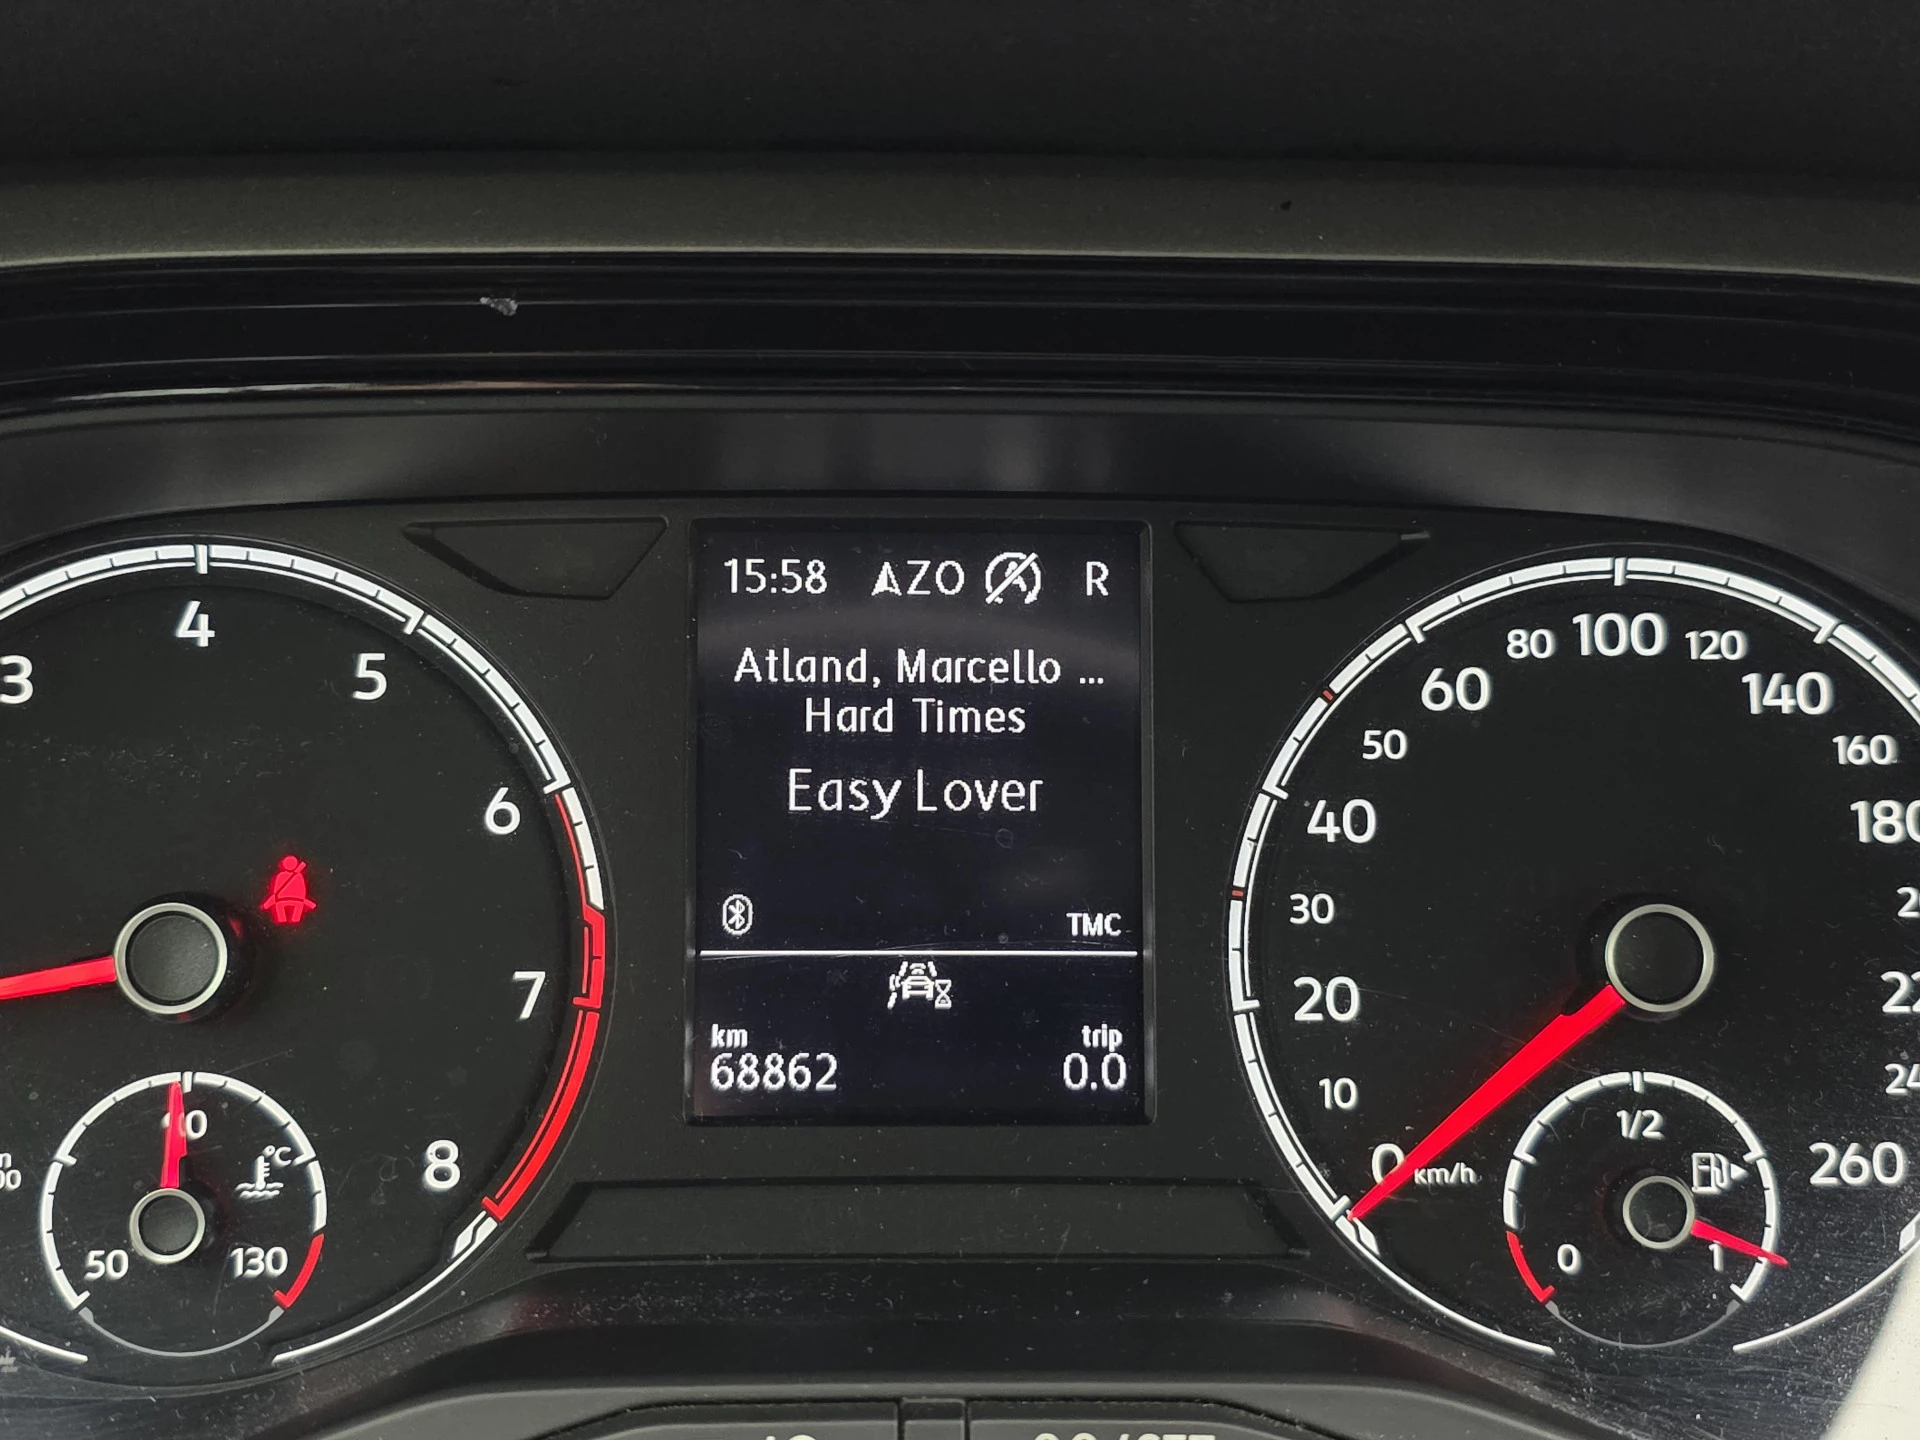 15:58 AZO R
Atland, Marcello ...
Hard Times
Easy Lover
TMC
km trip
68862 0.0
3 4 5 6 7 8
50 130 °C
0 km/h 10 20 30 40 50 60 80 100 120 140 160 260
0 1/2 1